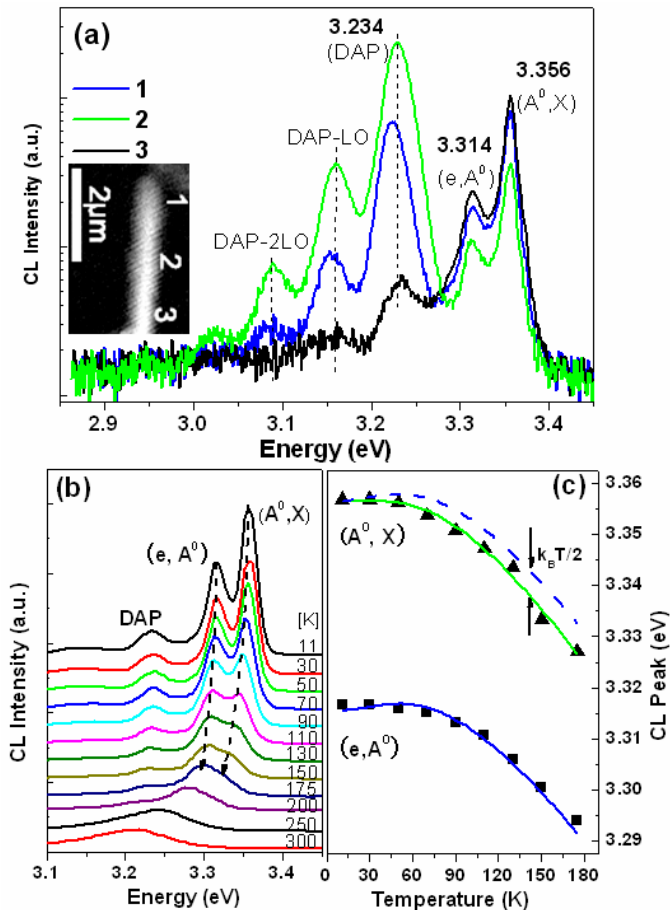 (a)
3.234
(DAP)
3.356
(A⁰,X)
1
2
3
DAP-LO
3.314
(e,A⁰)
DAP-2LO
2μm
1
2
3
CL Intensity (a.u.)
2.9 3.0 3.1 3.2 3.3 3.4
Energy (eV)
(b)
(A⁰,X)
(e, A⁰)
DAP
[K]
11
30
50
70
90
110
130
150
175
200
250
300
CL Intensity (a.u.)
3.1 3.2 3.3 3.4
Energy (eV)
(c)
(A⁰, X)
k_BT/2
(e,A⁰)
3.36
3.35
3.34
3.33
3.32
3.31
3.30
3.29
CL Peak (eV)
0 30 60 90 120 150 180
Temperature (K)